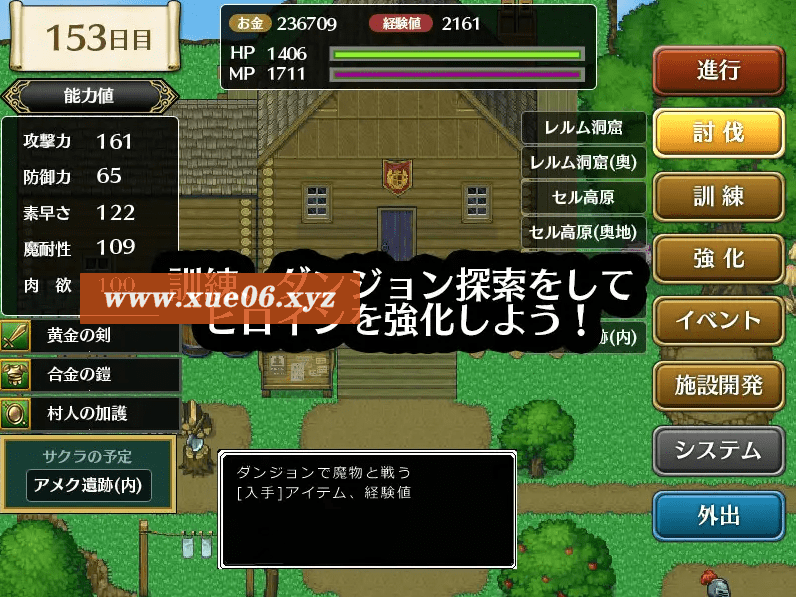 153日目
お金 236709 経験値 2161
HP 1406
MP 1711
能力値
攻撃力 161
防御力 65
素早さ 122
魔耐性 109
肉 欲 100
黄金の剣
合金の鎧
村人の加護
サクラの予定
アメク遺跡(内)
レルム洞窟
レルム洞窟(奥)
セル高原
セル高原(奥地)
跡(内)
訓練、ダンジョン探索をして
ヒロインを強化しよう！
www.xue06.xyz
進行
討伐
訓練
強化
イベント
施設開発
システム
外出
ダンジョンで魔物と戦う
[入手]アイテム、経験値